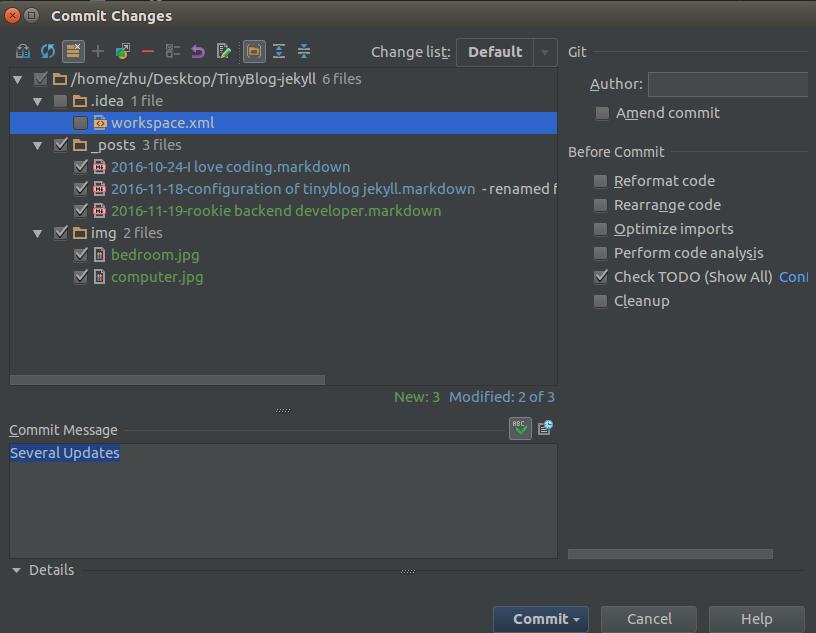 Commit Changes
Change list: Default
Git
/home/zhu/Desktop/TinyBlog-jekyll 6 files
Author:
.idea 1 file
Amend commit
workspace.xml
_posts 3 files
Before Commit
2016-10-24-I love coding.markdown
Reformat code
2016-11-18-configuration of tinyblog jekyll.markdown - renamed f
Rearrange code
2016-11-19-rookie backend developer.markdown
Optimize imports
img 2 files
bedroom.jpg
Perform code analysis
computer.jpg
Check TODO (Show All) Conf
Cleanup
New: 3 Modified: 2 of 3
Commit Message
ABC
Several Updates
Details
Commit
Cancel
Help